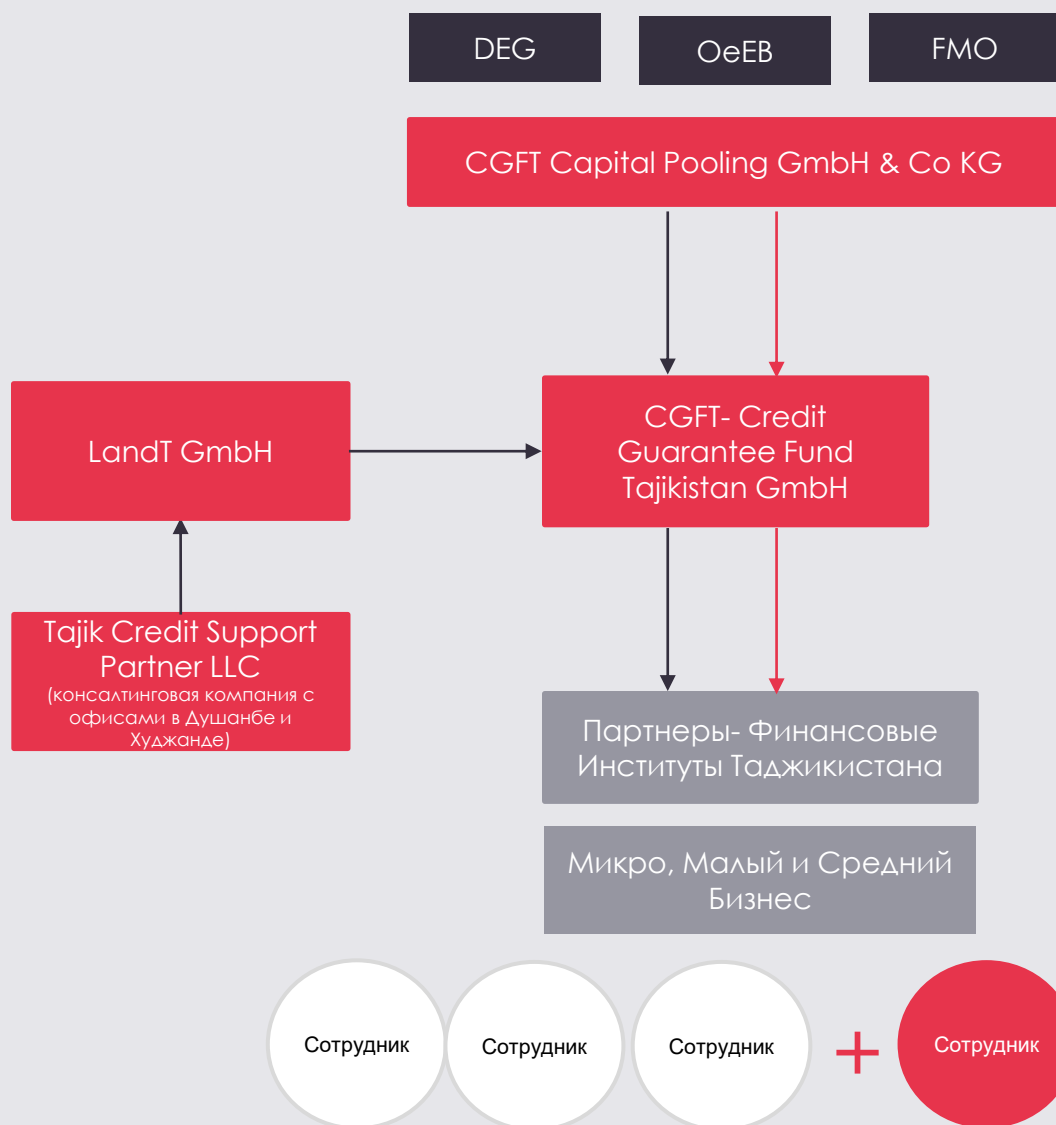 DEG
OeEB
FMO
CGFT Capital Pooling GmbH & Co KG
LandT GmbH
CGFT- Credit
Guarantee Fund
Tajikistan GmbH
Tajik Credit Support
Partner LLC
(консалтинговая компания с
офисами в Душанбе и
Худжанде)
Партнеры- Финансовые
Институты Таджикистана
Микро, Малый и Средний
Бизнес
Сотрудник
Сотрудник
Сотрудник
+
Сотрудник